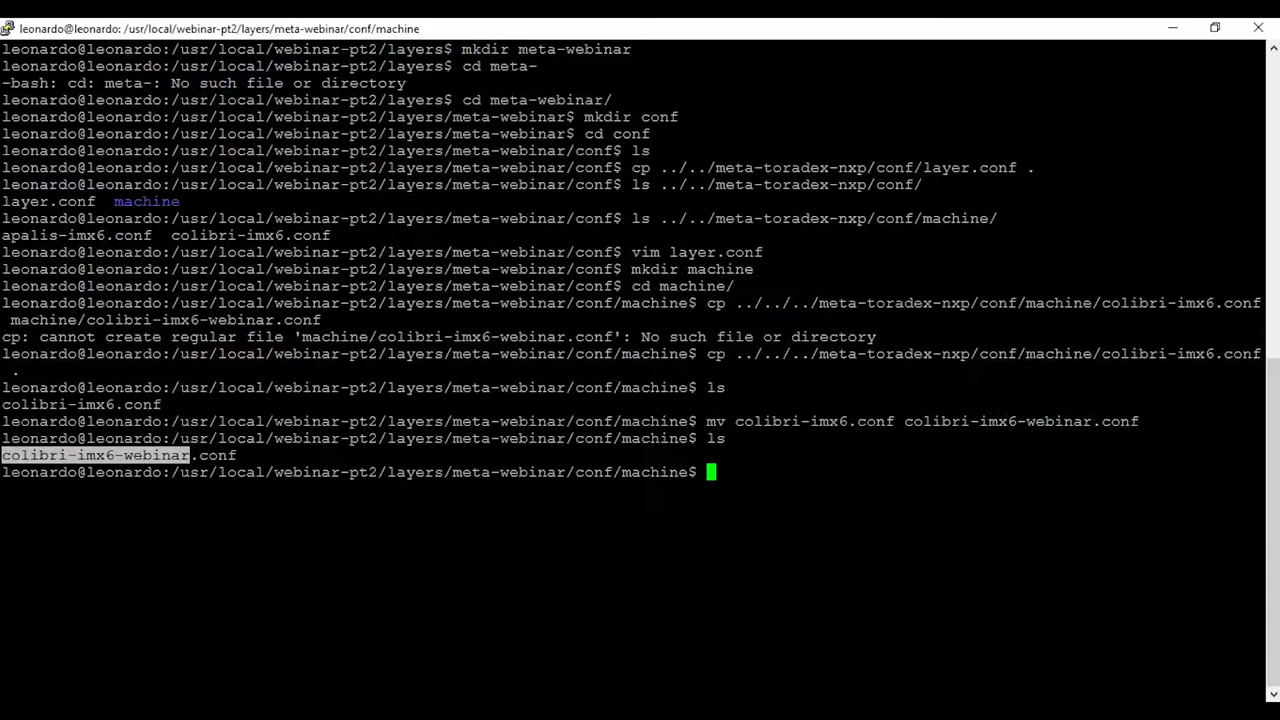 leonardo@leonardo: /usr/local/webinar-pt2/layers/meta-webinar/conf/machine
leonardo@leonardo:/usr/local/webinar-pt2/layers$ mkdir meta-webinar
leonardo@leonardo:/usr/local/webinar-pt2/layers$ cd meta-
-bash: cd: meta-: No such file or directory
leonardo@leonardo:/usr/local/webinar-pt2/layers$ cd meta-webinar/
leonardo@leonardo:/usr/local/webinar-pt2/layers/meta-webinar$ mkdir conf
leonardo@leonardo:/usr/local/webinar-pt2/layers/meta-webinar$ cd conf
leonardo@leonardo:/usr/local/webinar-pt2/layers/meta-webinar/conf$ ls
leonardo@leonardo:/usr/local/webinar-pt2/layers/meta-webinar/conf$ cp ../../meta-toradex-nxp/conf/layer.conf .
leonardo@leonardo:/usr/local/webinar-pt2/layers/meta-webinar/conf$ ls ../../meta-toradex-nxp/conf/
layer.conf  machine
leonardo@leonardo:/usr/local/webinar-pt2/layers/meta-webinar/conf$ ls ../../meta-toradex-nxp/conf/machine/
apalis-imx6.conf  colibri-imx6.conf
leonardo@leonardo:/usr/local/webinar-pt2/layers/meta-webinar/conf$ vim layer.conf
leonardo@leonardo:/usr/local/webinar-pt2/layers/meta-webinar/conf$ mkdir machine
leonardo@leonardo:/usr/local/webinar-pt2/layers/meta-webinar/conf$ cd machine/
leonardo@leonardo:/usr/local/webinar-pt2/layers/meta-webinar/conf/machine$ cp ../../../meta-toradex-nxp/conf/machine/colibri-imx6.conf
 machine/colibri-imx6-webinar.conf
cp: cannot create regular file 'machine/colibri-imx6-webinar.conf': No such file or directory
leonardo@leonardo:/usr/local/webinar-pt2/layers/meta-webinar/conf/machine$ cp ../../../meta-toradex-nxp/conf/machine/colibri-imx6.conf
 .
leonardo@leonardo:/usr/local/webinar-pt2/layers/meta-webinar/conf/machine$ ls
colibri-imx6.conf
leonardo@leonardo:/usr/local/webinar-pt2/layers/meta-webinar/conf/machine$ mv colibri-imx6.conf colibri-imx6-webinar.conf
leonardo@leonardo:/usr/local/webinar-pt2/layers/meta-webinar/conf/machine$ ls
colibri-imx6-webinar.conf
leonardo@leonardo:/usr/local/webinar-pt2/layers/meta-webinar/conf/machine$